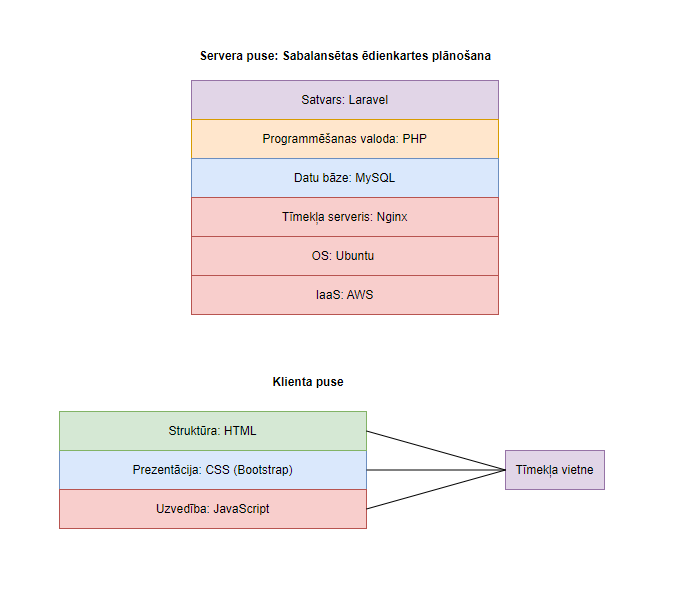 Servera puse: Sabalansētas ēdienkartes plānošana
Satvars: Laravel
Programmēšanas valoda: PHP
Datu bāze: MySQL
Tīmekļa serveris: Nginx
OS: Ubuntu
IaaS: AWS
Klienta puse
Struktūra: HTML
Prezentācija: CSS (Bootstrap)
Uzvedība: JavaScript
Tīmekļa vietne